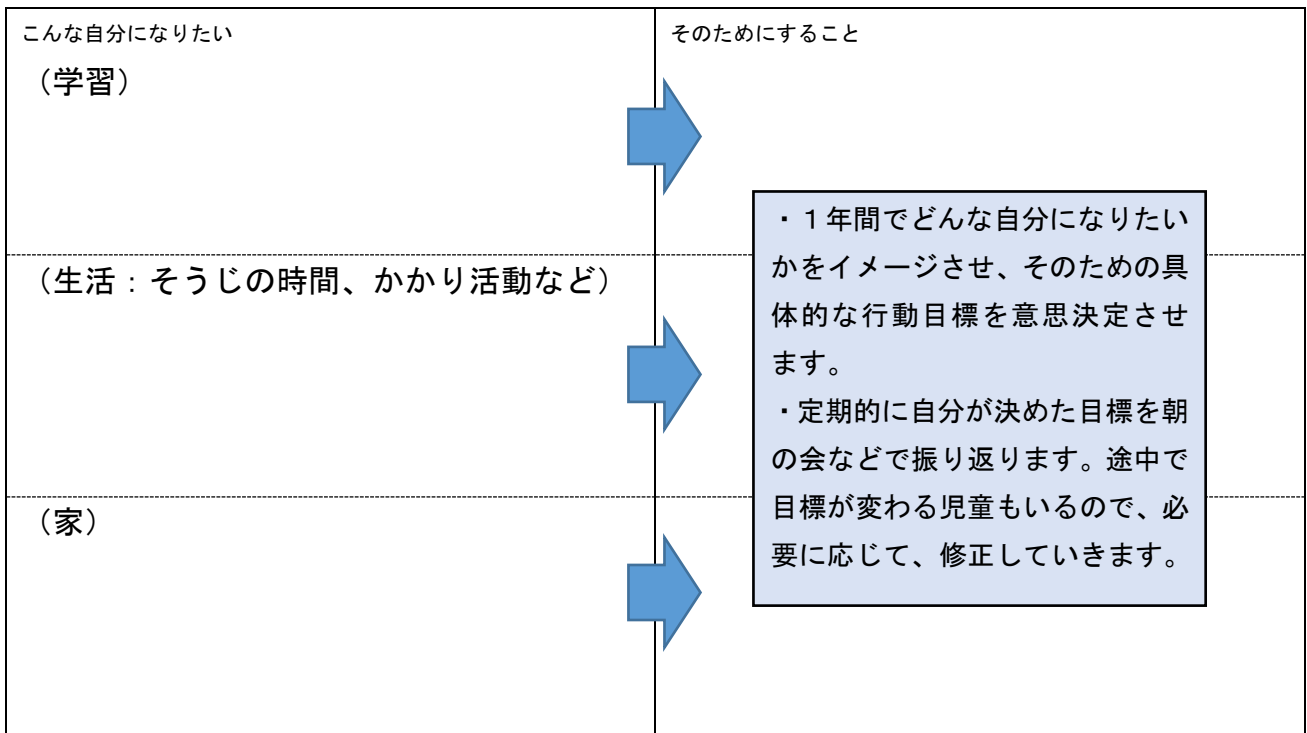 こんな自分になりたい
そのためにすること
（学習）
（生活：そうじの時間、かかり活動など）
（家）
・１年間でどんな自分になりたい
かをイメージさせ、そのための具
体的な行動目標を意思決定させ
ます。
・定期的に自分が決めた目標を朝
の会などで振り返ります。途中で
目標が変わる児童もいるので、必
要に応じて、修正していきます。